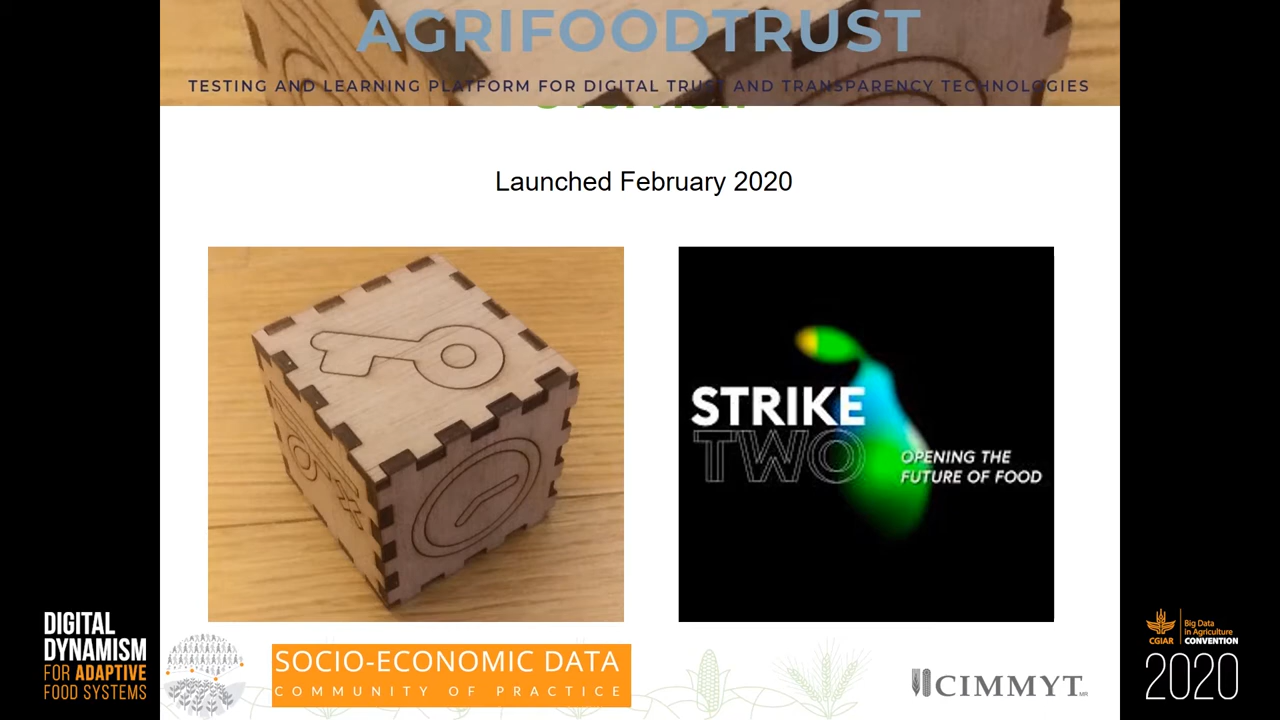 AGRIFOODTRUST
TESTING AND LEARNING PLATFORM FOR DIGITAL TRUST AND TRANSPARENCY TECHNOLOGIES
Launched February 2020
STRIKE
TWO
OPENING THE
FUTURE OF FOOD
DIGITAL
DYNAMISM
FOR ADAPTIVE
FOOD SYSTEMS
SOCIO-ECONOMIC DATA
COMMUNITY OF PRACTICE
CIMMYT MR
CGIAR
Big Data
in Agriculture
CONVENTION
2020